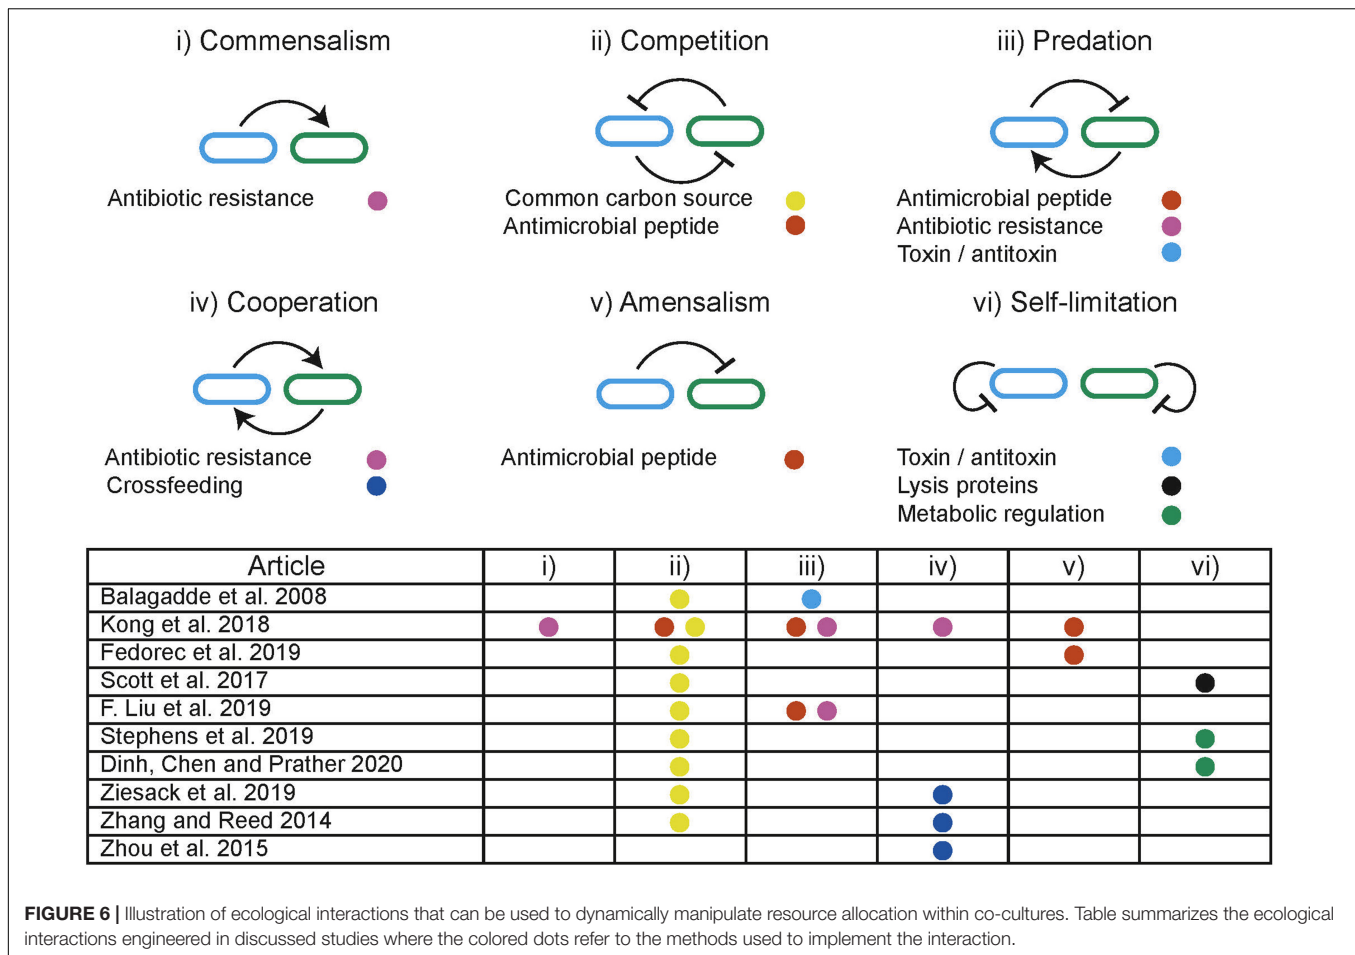 i) Commensalism
ii) Competition
iii) Predation
Antibiotic resistance
Common carbon source
Antimicrobial peptide
Antimicrobial peptide
Antibiotic resistance
Toxin / antitoxin
iv) Cooperation
v) Amensalism
vi) Self-limitation
Antibiotic resistance
Crossfeeding
Antimicrobial peptide
Toxin / antitoxin
Lysis proteins
Metabolic regulation
Article i) ii) iii) iv) v) vi)
Balagadde et al. 2008
Kong et al. 2018
Fedorec et al. 2019
Scott et al. 2017
F. Liu et al. 2019
Stephens et al. 2019
Dinh, Chen and Prather 2020
Ziesack et al. 2019
Zhang and Reed 2014
Zhou et al. 2015
FIGURE 6 | Illustration of ecological interactions that can be used to dynamically manipulate resource allocation within co-cultures. Table summarizes the ecological
interactions engineered in discussed studies where the colored dots refer to the methods used to implement the interaction.